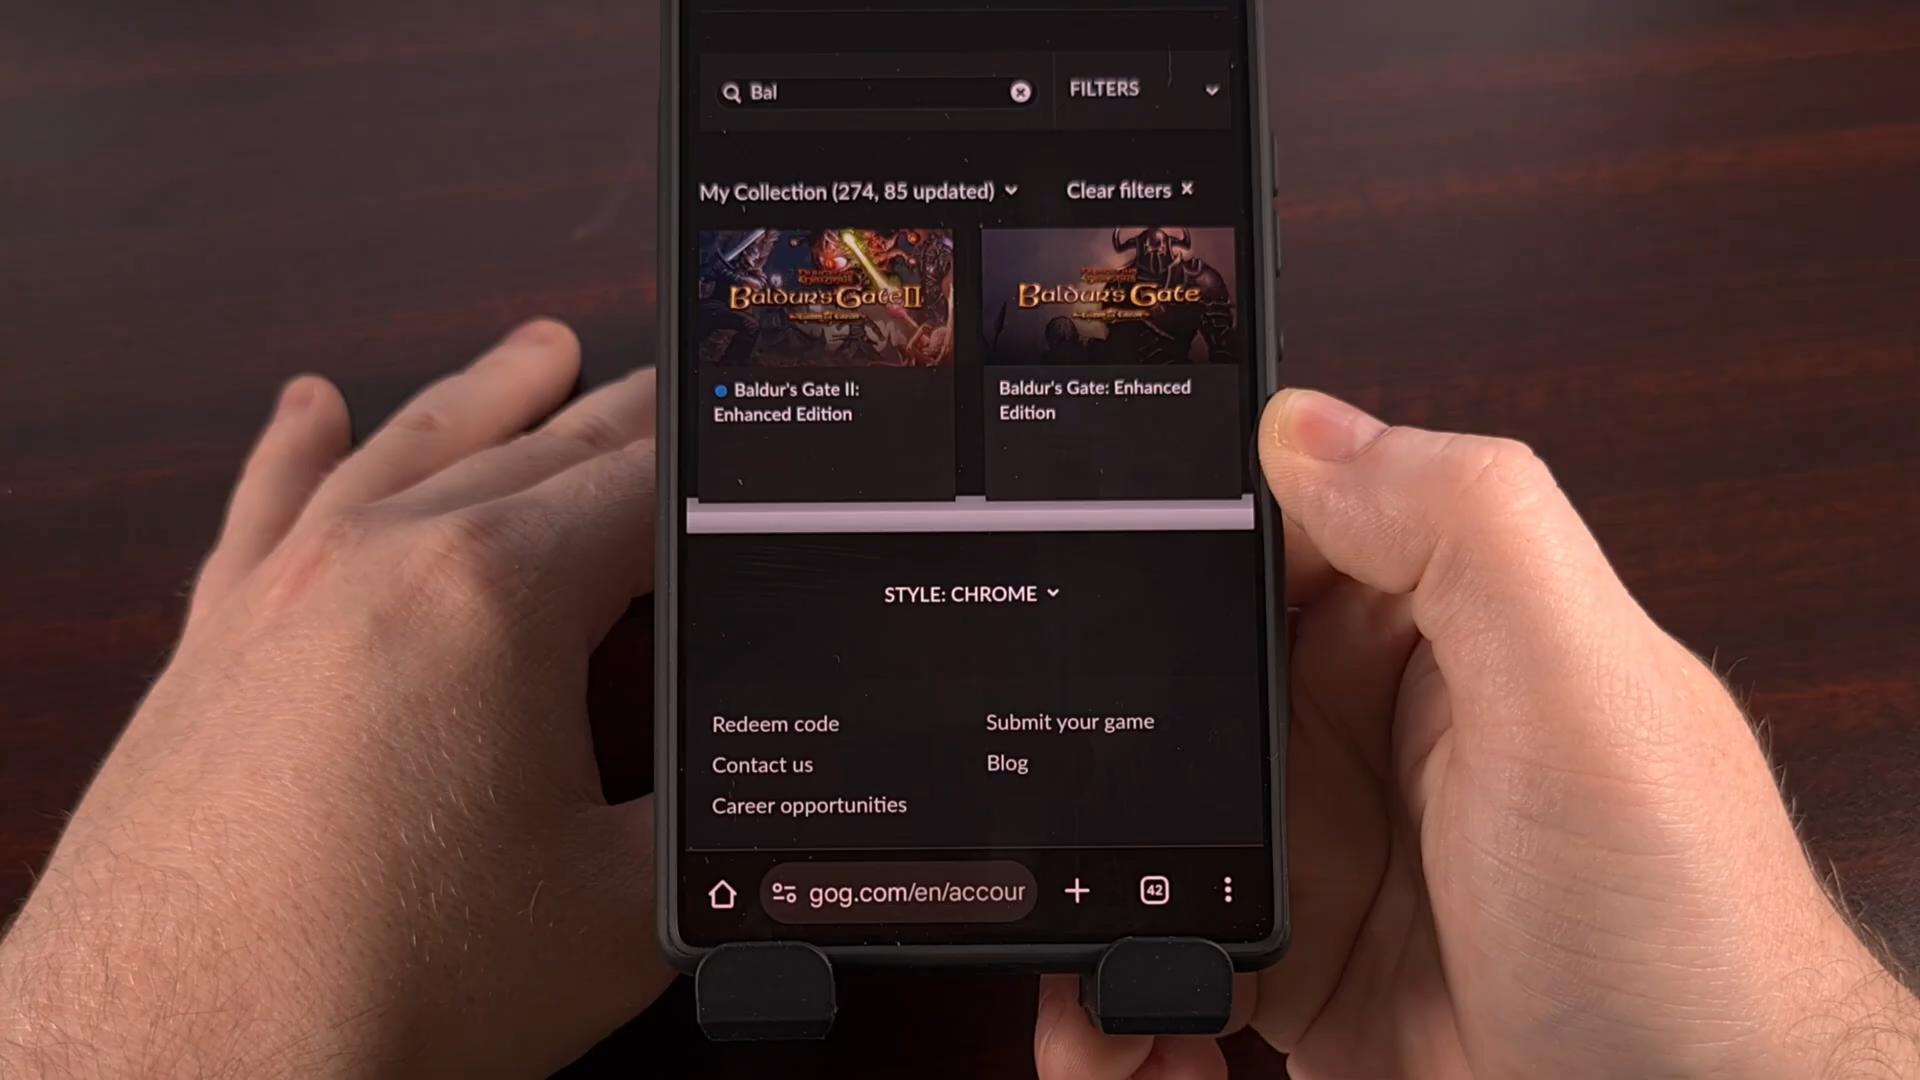 Bal
FILTERS
My Collection (274, 85 updated)
Clear filters
BALDUR'S GATE II
BALDUR'S GATE
Baldur's Gate II:
Enhanced Edition
Baldur's Gate: Enhanced
Edition
STYLE: CHROME
Redeem code
Submit your game
Contact us
Blog
Career opportunities
gog.com/en/accour
42